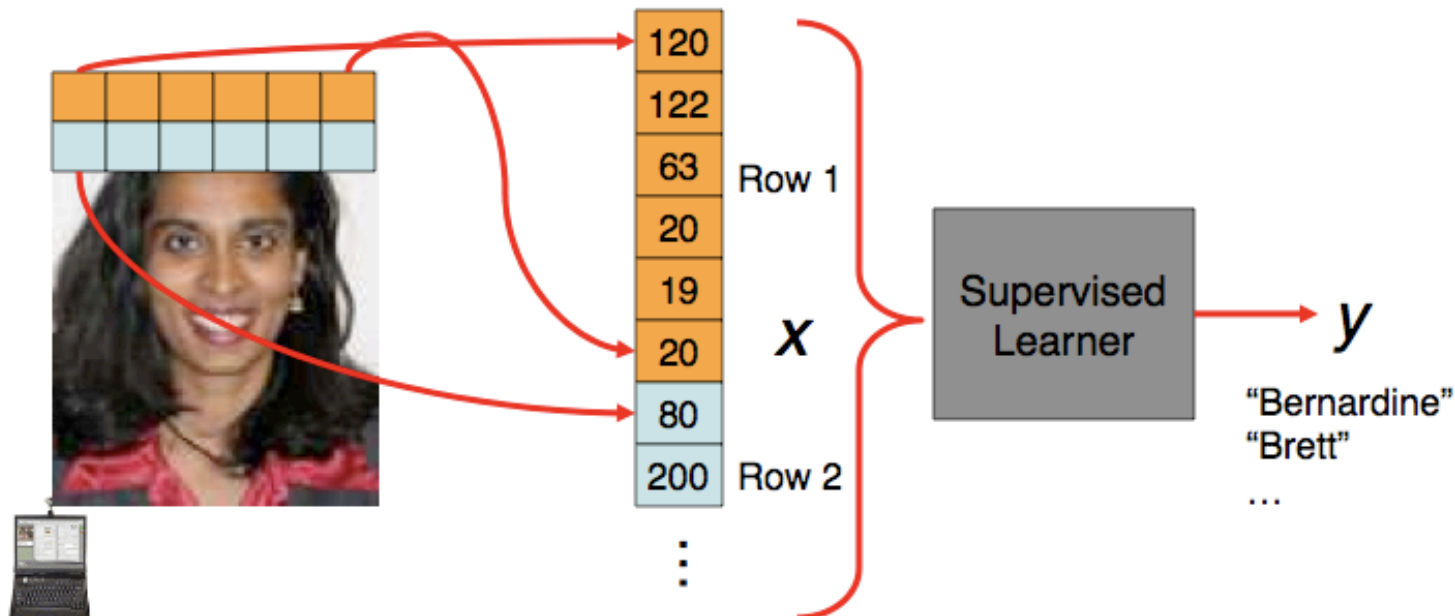 120
122
63
Row 1
20
19
20
x
80
200
Row 2
⋮
Supervised
Learner
y
“Bernardine”
“Brett”
…